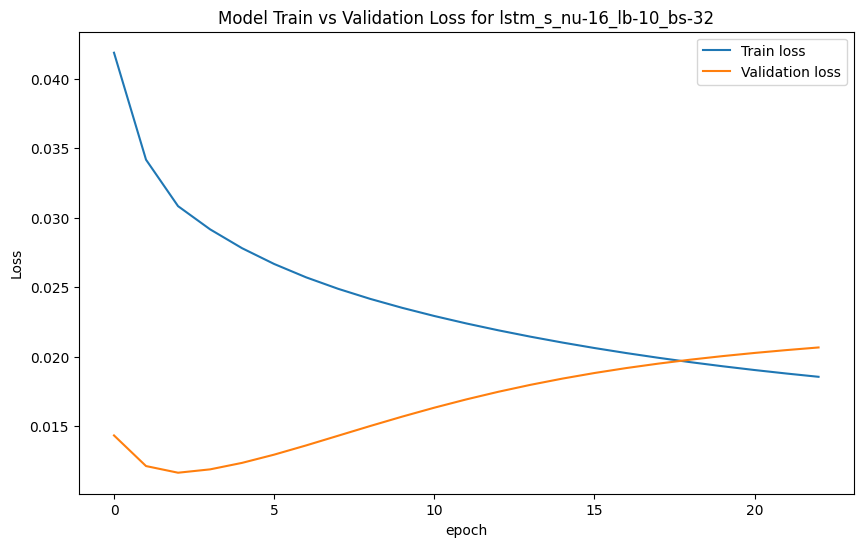 Model Train vs Validation Loss for lstm_s_nu-16_lb-10_bs-32
Train loss
Validation loss
Loss
0.040
0.035
0.030
0.025
0.020
0.015
0
5
10
15
20
epoch